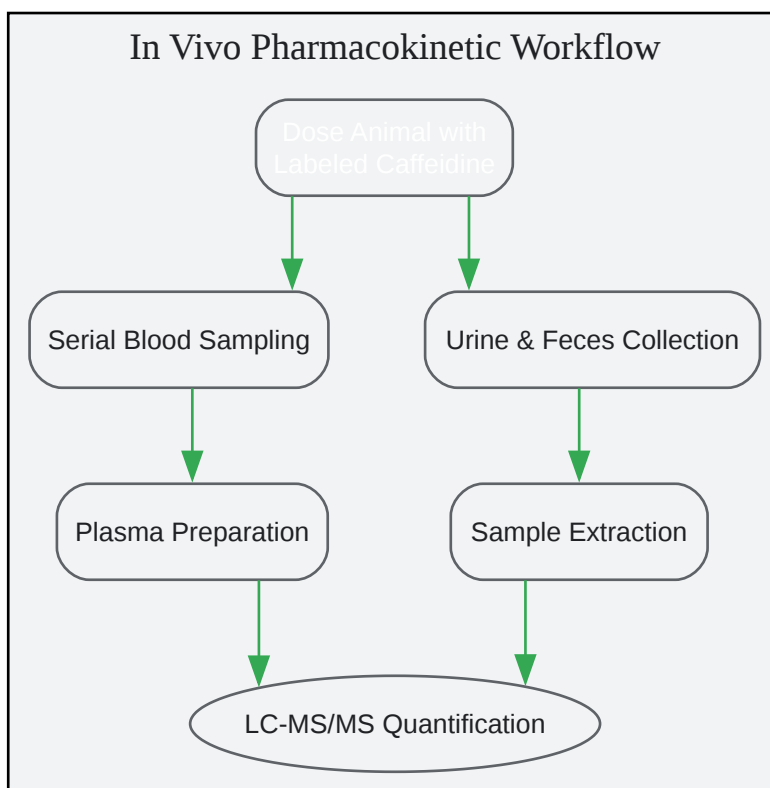 In Vivo Pharmacokinetic Workflow
Dose Animal with
Labeled Caffeidine
Serial Blood Sampling
Urine & Feces Collection
Plasma Preparation
Sample Extraction
LC-MS/MS Quantification